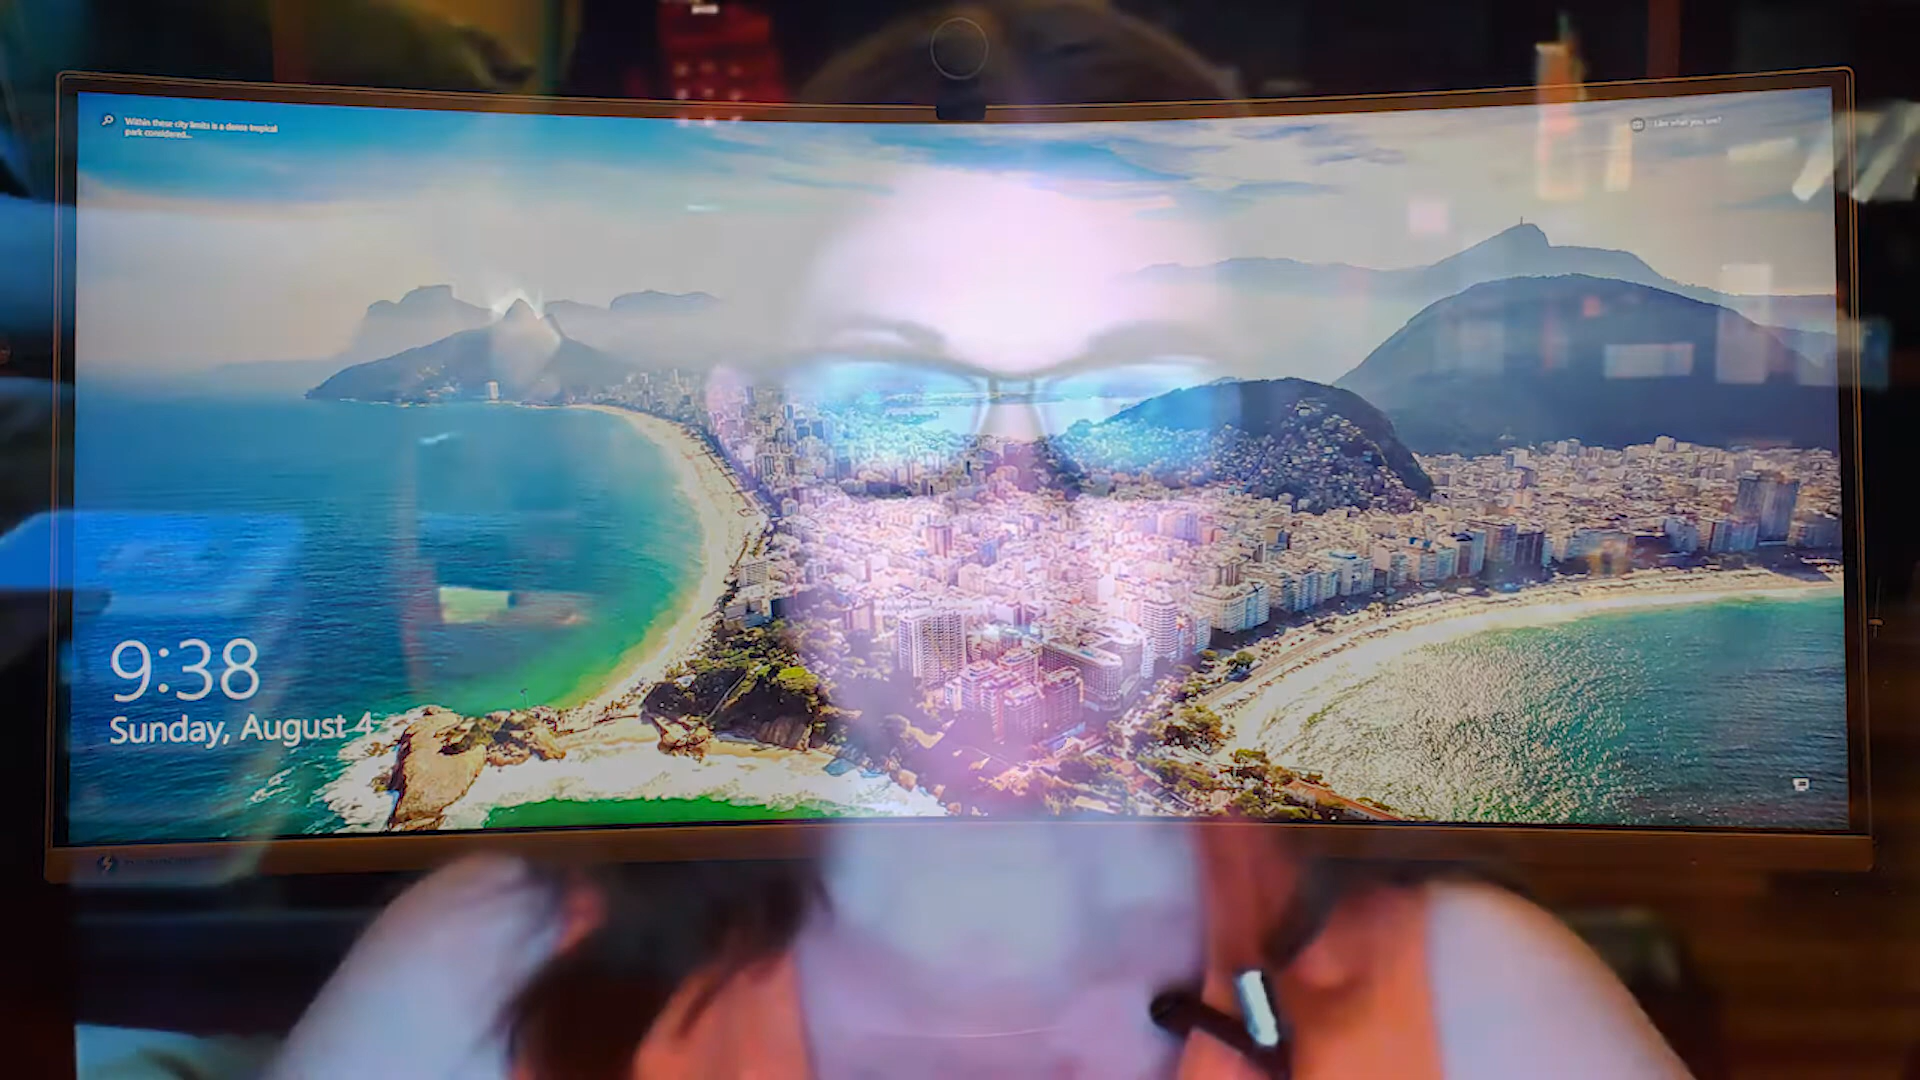 Within these city limits is a dense tropical
park considered...
Like what you see?
9:38
Sunday, August 4